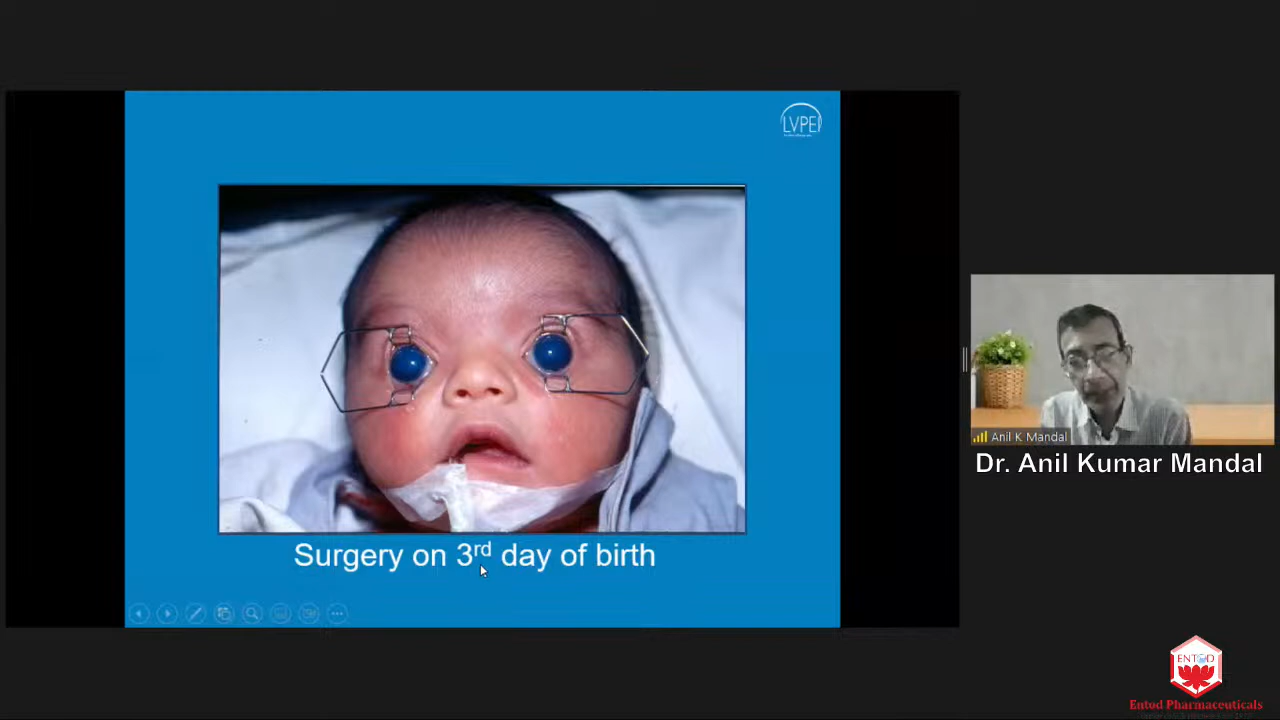 LVPEI
Surgery on 3rd day of birth
Anil K Mandal
Dr. Anil Kumar Mandal
ENTOD
Entod Pharmaceuticals